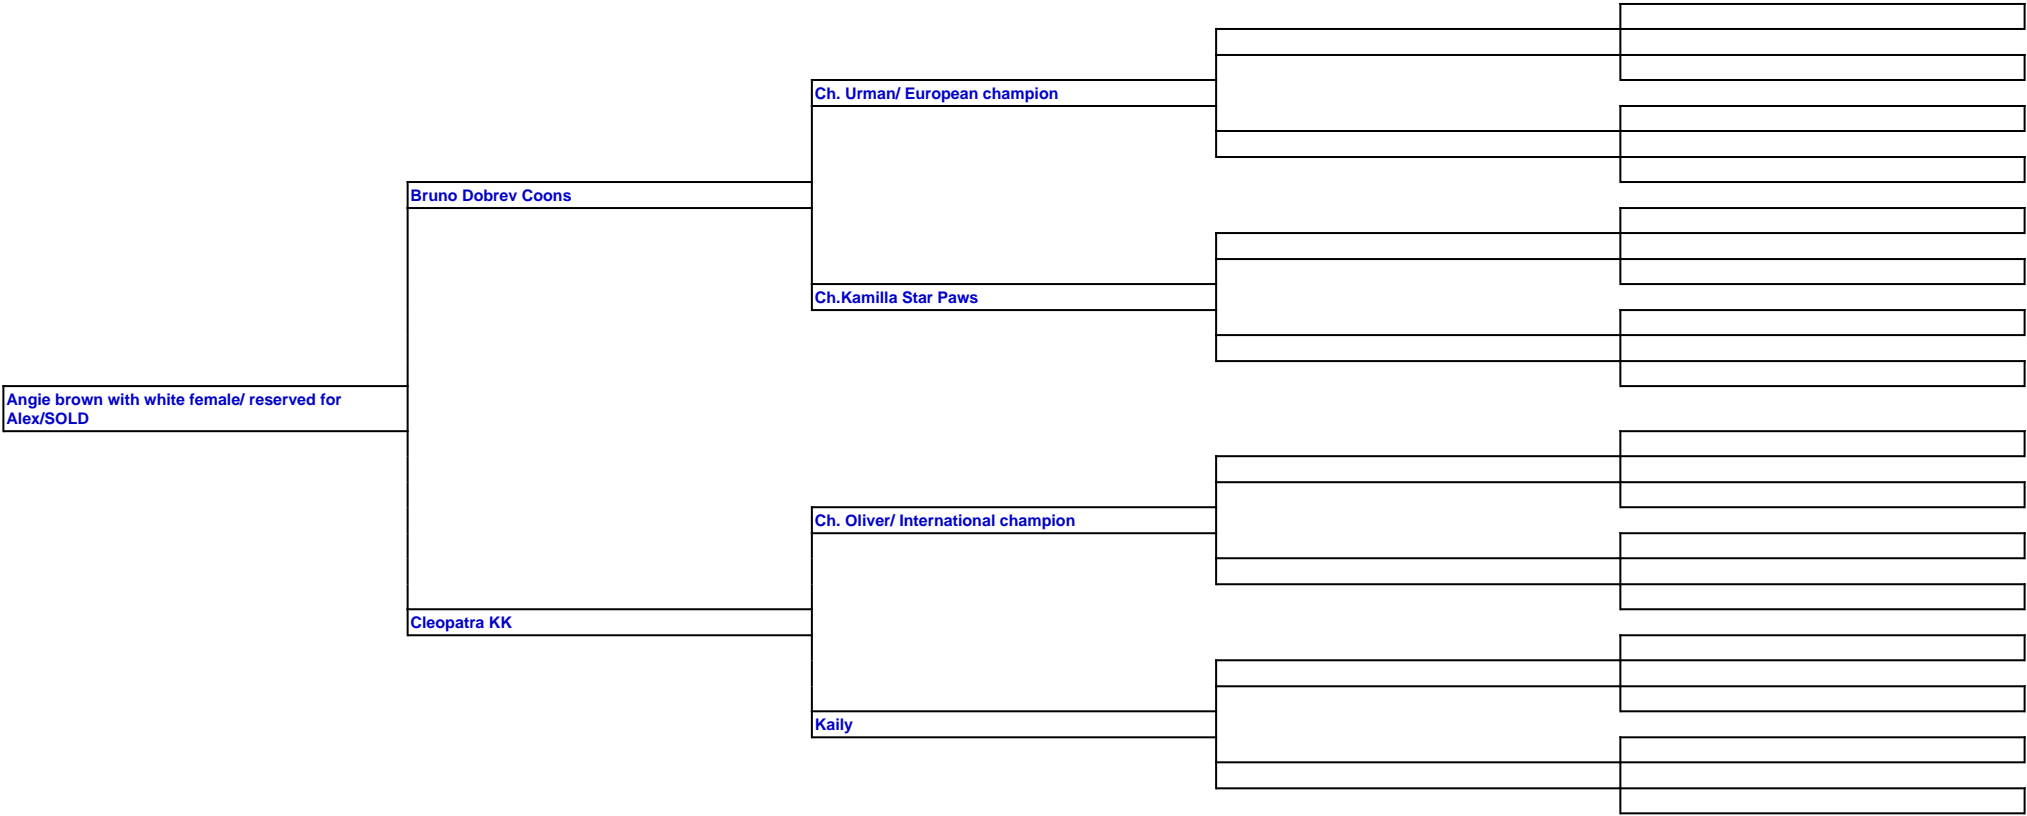 Ch. Urman/ European champion
Bruno Dobrev Coons
Ch.Kamilla Star Paws
Angie brown with white female/ reserved for
Alex/SOLD
Ch. Oliver/ International champion
Cleopatra KK
Kaily